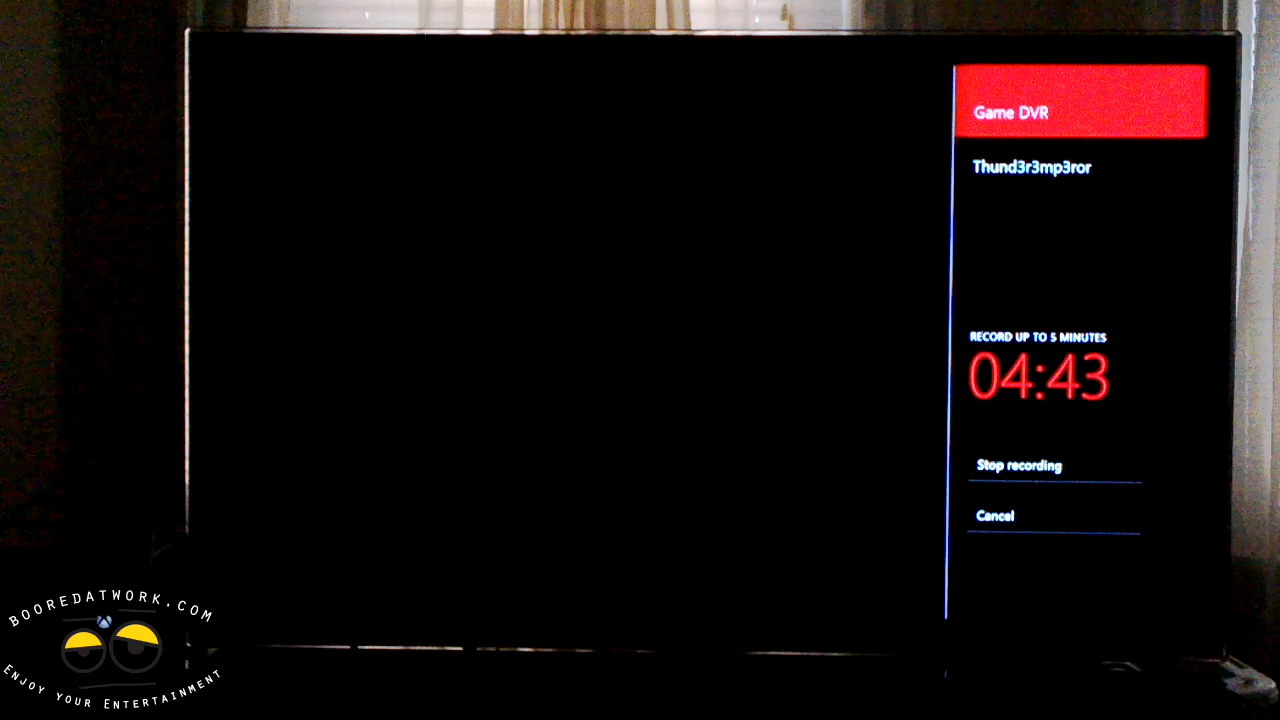 Game DVR
Thund3r3mp3ror
RECORD UP TO 5 MINUTES
04:43
Stop recording
Cancel
BOOREDATWORK.COM
ENJOY YOUR ENTERTAINMENT